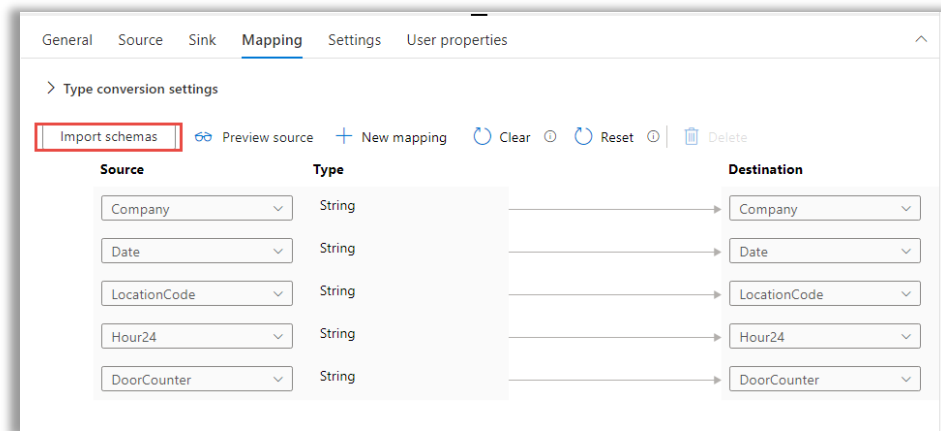 General Source Sink Mapping Settings User properties
Type conversion settings
Import schemas Preview source New mapping Clear Reset Delete
Source Type Destination
Company String Company
Date String Date
LocationCode String LocationCode
Hour24 String Hour24
DoorCounter String DoorCounter